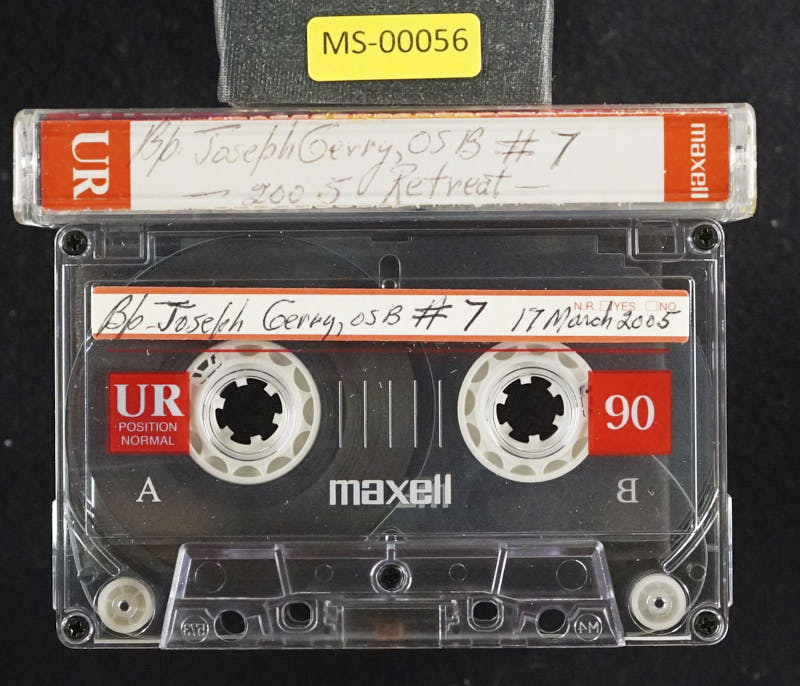 MS-00056
UR
Bp. Joseph Gerry, OSB #7
— 2005 Retreat —
maxell
Bp. Joseph Gerry, OSB #7
N.R. YES NO
17 March 2005
UR
POSITION
NORMAL
90
A
B
maxell